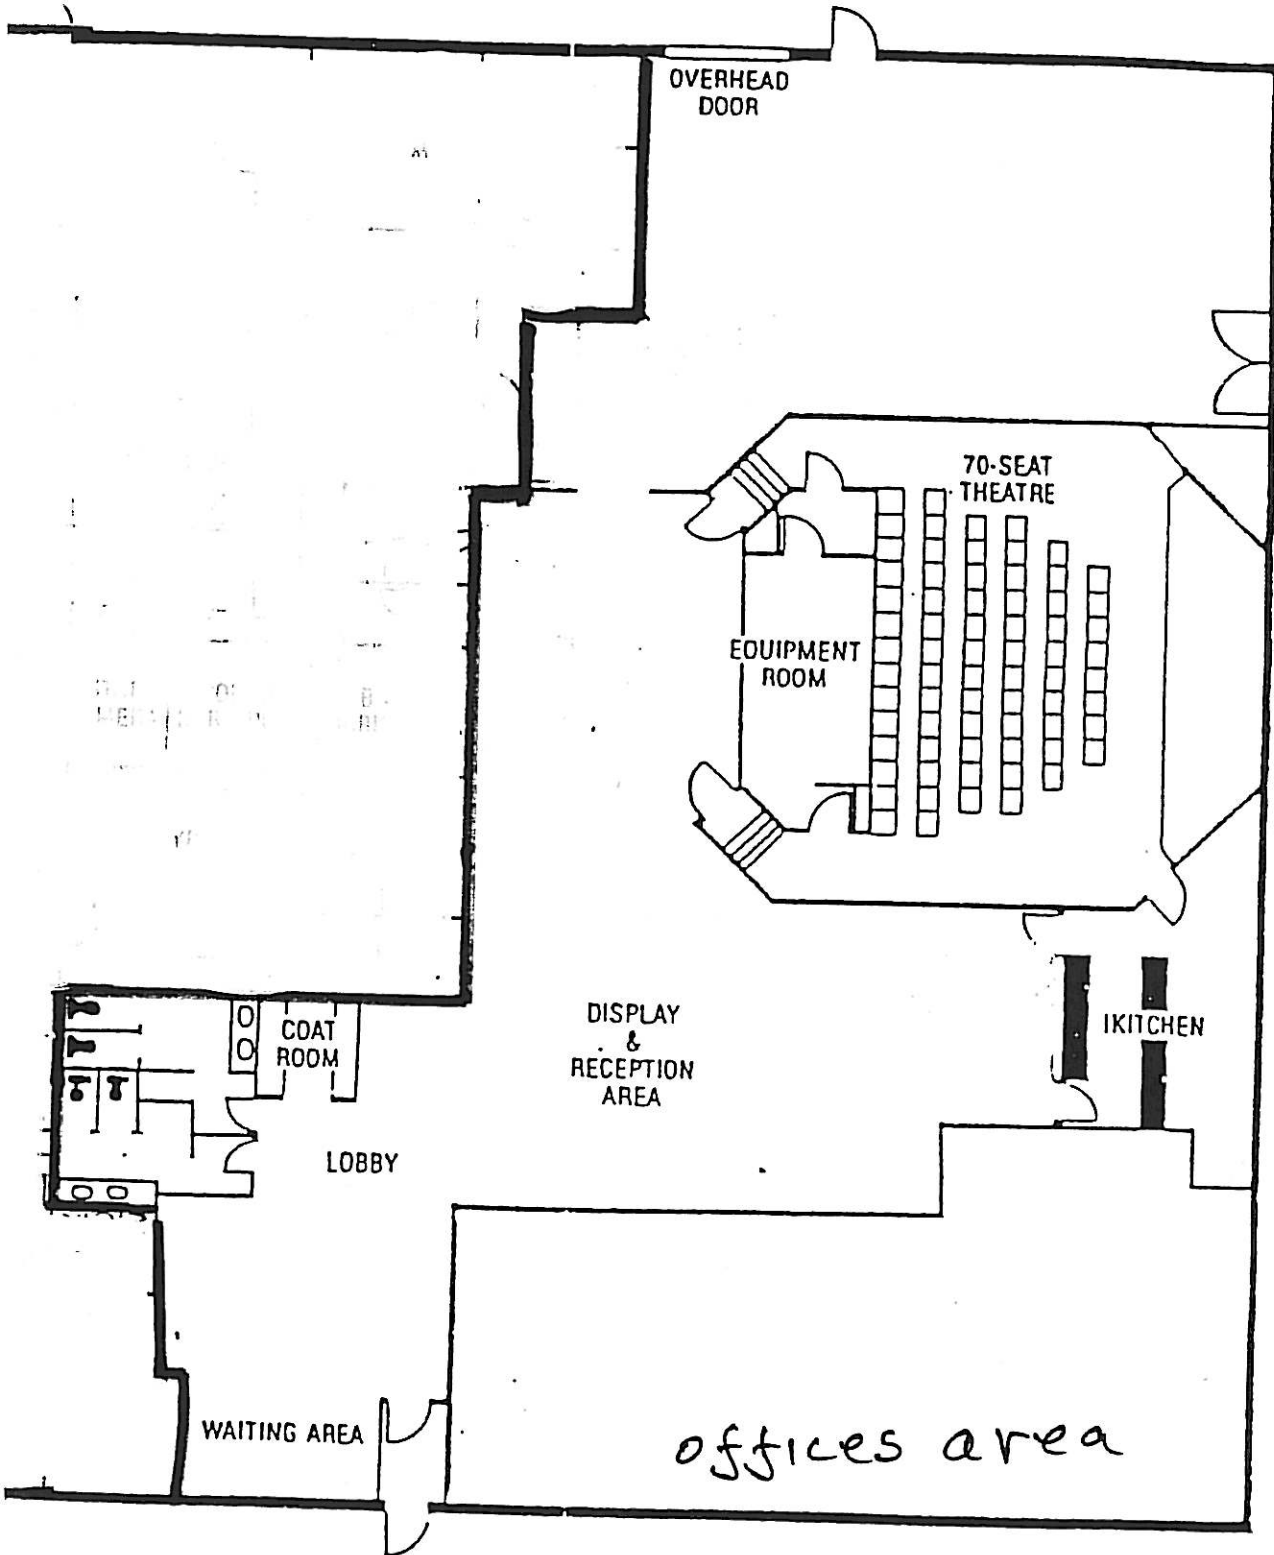 OVERHEAD
DOOR
70-SEAT
THEATRE
EQUIPMENT
ROOM
DISPLAY
&
RECEPTION
AREA
KITCHEN
COAT
ROOM
LOBBY
WAITING AREA
offices area